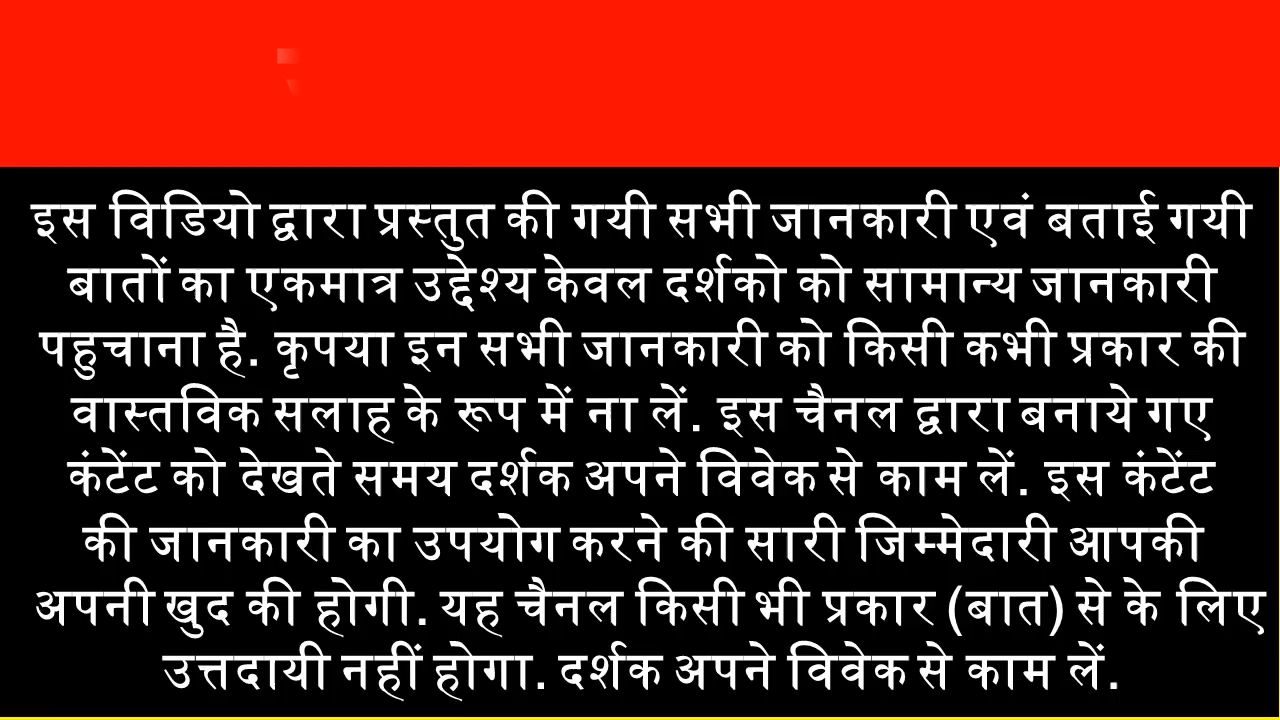 इस विडियो द्वारा प्रस्तुत की गयी सभी जानकारी एवं बताई गयी
बातों का एकमात्र उद्देश्य केवल दर्शको को सामान्य जानकारी
पहुचाना है. कृपया इन सभी जानकारी को किसी कभी प्रकार की
वास्तविक सलाह के रूप में ना लें. इस चैनल द्वारा बनाये गए
कंटेंट को देखते समय दर्शक अपने विवेक से काम लें. इस कंटेंट
की जानकारी का उपयोग करने की सारी जिम्मेदारी आपकी
अपनी खुद की होगी. यह चैनल किसी भी प्रकार (बात) से के लिए
उत्तदायी नहीं होगा. दर्शक अपने विवेक से काम लें.